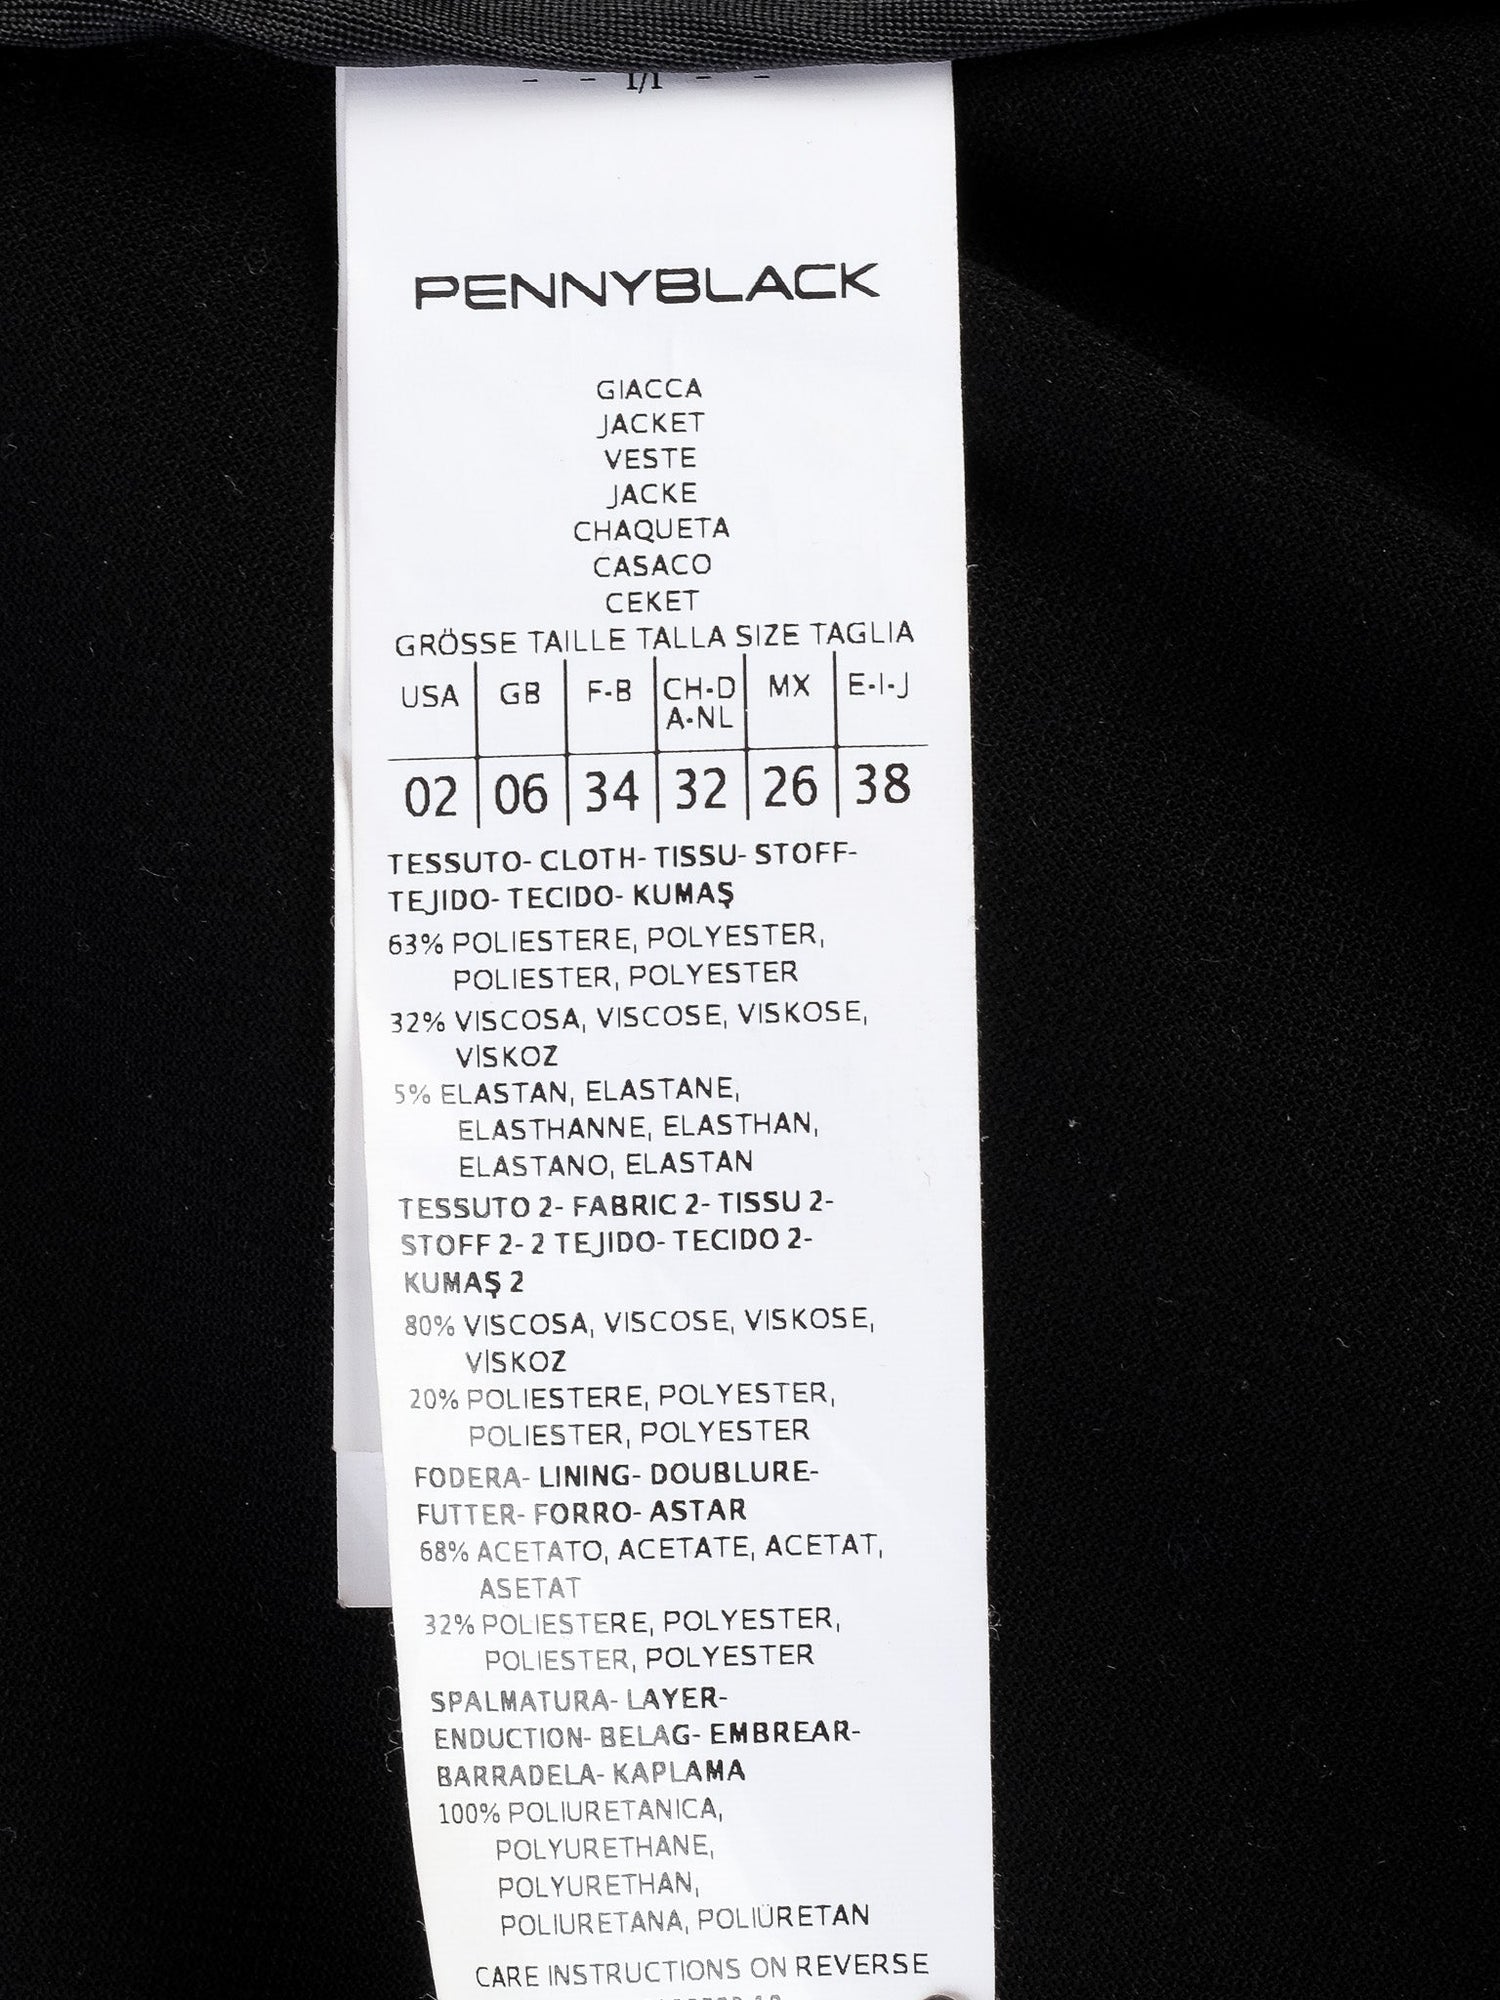 - - 1/1 - -
PENNYBLACK
GIACCA
JACKET
VESTE
JACKE
CHAQUETA
CASACO
CEKET
GRÖSSE TAILLE TALLA SIZE TAGLIA
USA GB F-B CH-D A-NL MX E-I-J
02 06 34 32 26 38
TESSUTO- CLOTH- TISSU- STOFF-
TEJIDO- TECIDO- KUMAŞ
63% POLIESTERE, POLYESTER,
POLIESTER, POLYESTER
32% VISCOSA, VISCOSE, VISKOSE,
VİSKOZ
5% ELASTAN, ELASTANE,
ELASTHANNE, ELASTHAN,
ELASTANO, ELASTAN
TESSUTO 2- FABRIC 2- TISSU 2-
STOFF 2- 2 TEJIDO- TECIDO 2-
KUMAŞ 2
80% VISCOSA, VISCOSE, VISKOSE,
VİSKOZ
20% POLIESTERE, POLYESTER,
POLIESTER, POLYESTER
FODERA- LINING- DOUBLURE-
FUTTER- FORRO- ASTAR
68% ACETATO, ACETATE, ACETAT,
ASETAT
32% POLIESTERE, POLYESTER,
POLIESTER, POLYESTER
SPALMATURA- LAYER-
ENDUCTION- BELAG- EMBREAR-
BARRADELA- KAPLAMA
100% POLIURETANICA,
POLYURETHANE,
POLYURETHAN,
POLIURETANA, POLIÜRETAN
CARE INSTRUCTIONS ON REVERSE